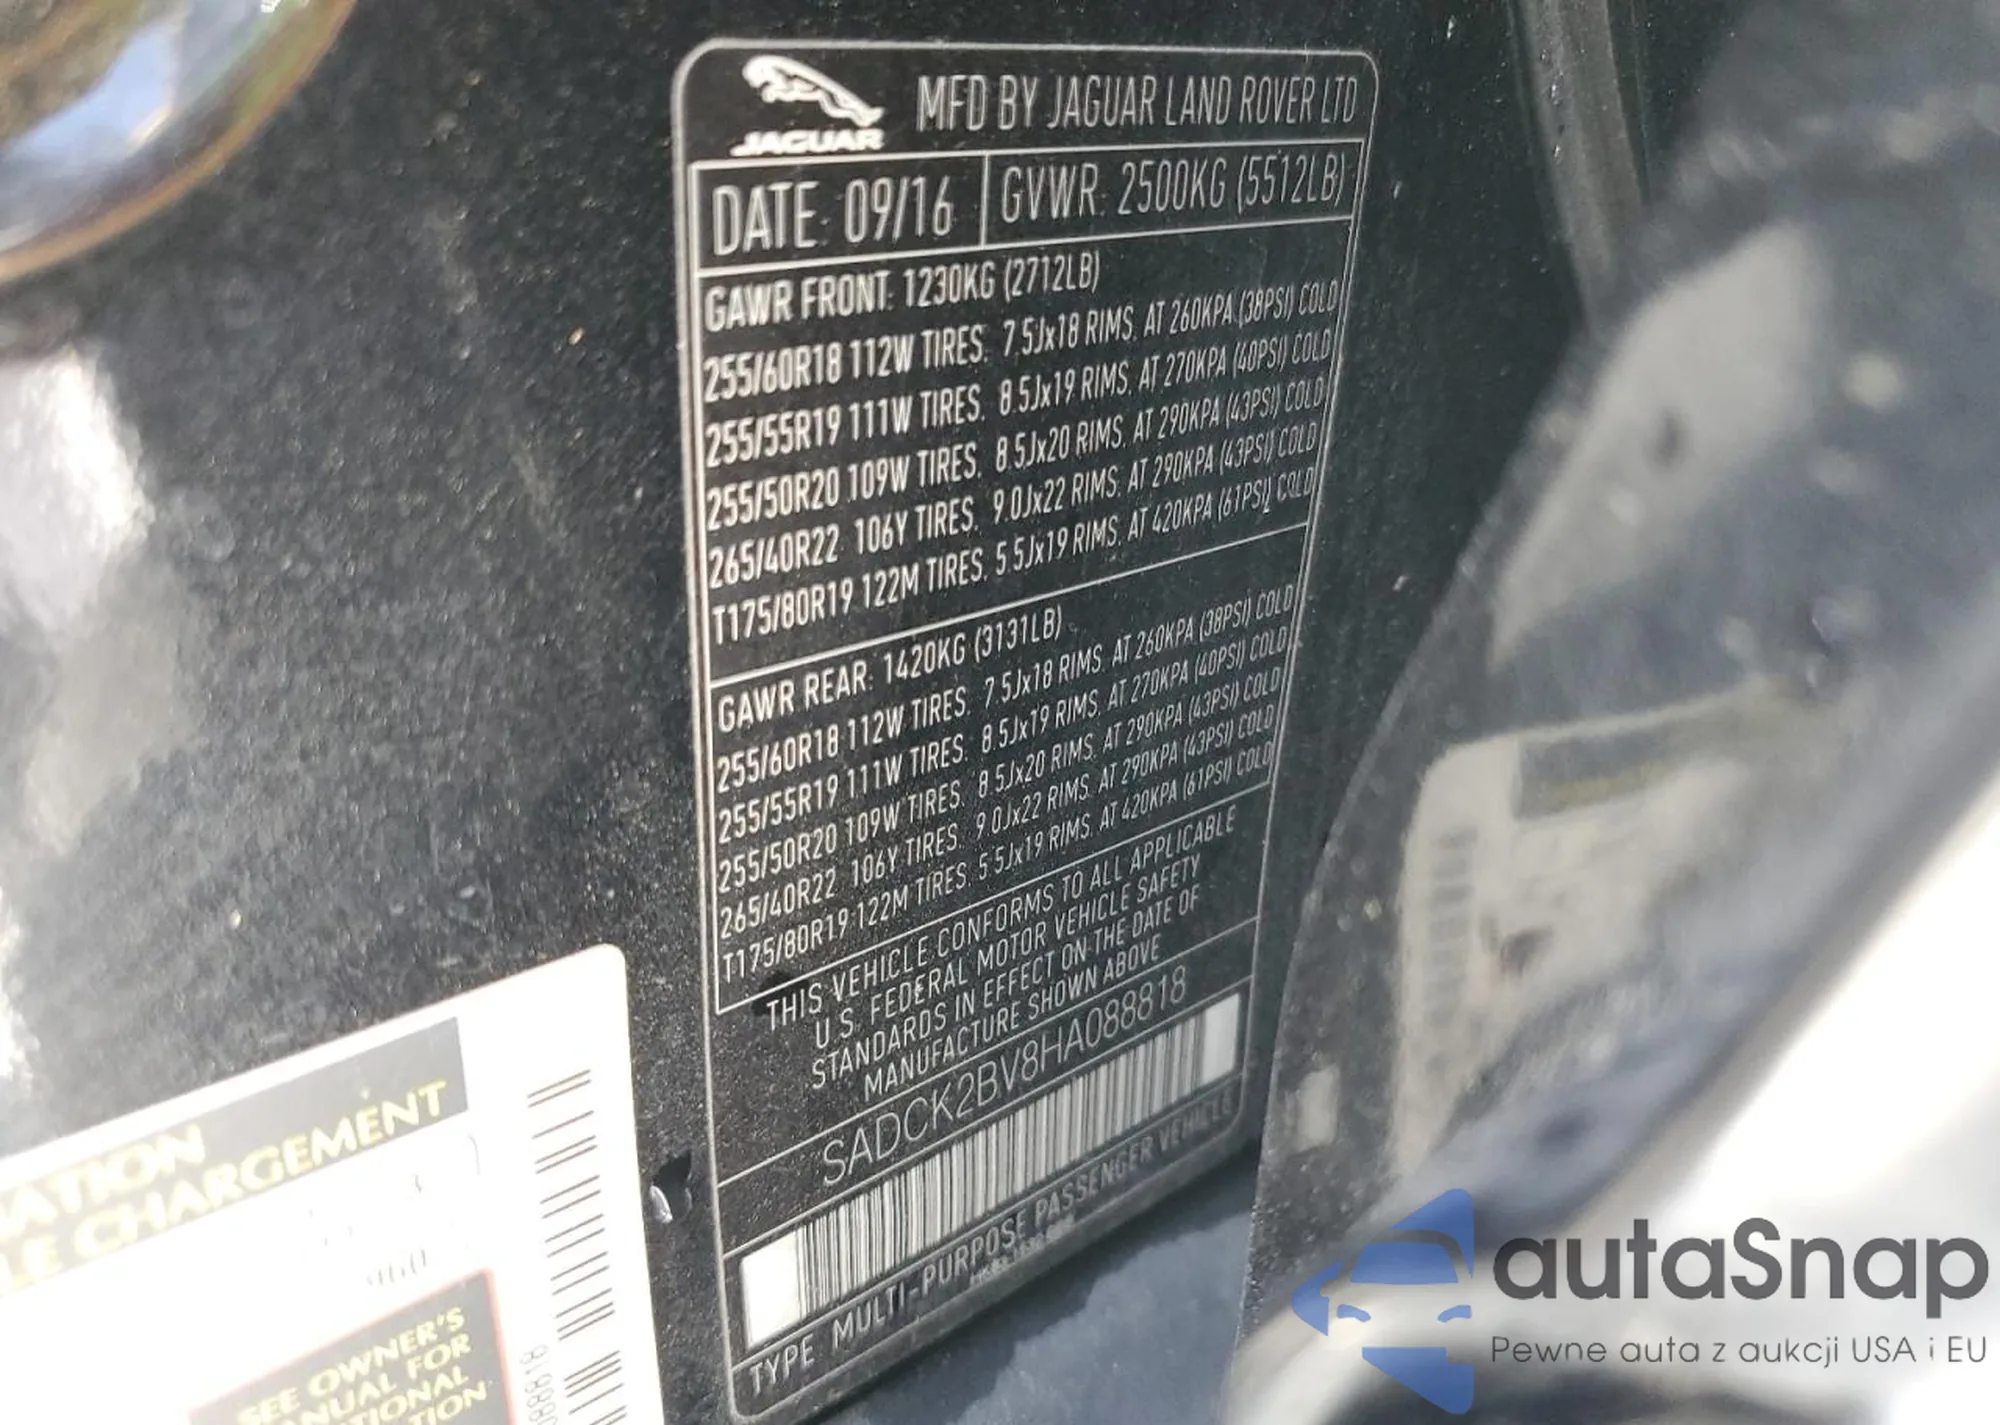 JAGUAR
MFD BY JAGUAR LAND ROVER LTD
DATE: 09/16
GVWR: 2500KG (5512LB)
GAWR FRONT: 1230KG (2712LB)
255/60R18 112W TIRES, 7.5Jx18 RIMS, AT 260KPA (38PSI) COLD
255/55R19 111W TIRES, 8.5Jx19 RIMS, AT 270KPA (40PSI) COLD
255/50R20 109W TIRES, 8.5Jx20 RIMS, AT 290KPA (43PSI) COLD
265/40R22 106Y TIRES, 9.0Jx22 RIMS, AT 290KPA (43PSI) COLD
T175/80R19 122M TIRES, 5.5Jx19 RIMS, AT 420KPA (61PSI) COLD
GAWR REAR: 1420KG (3131LB)
255/60R18 112W TIRES, 7.5Jx18 RIMS, AT 260KPA (38PSI) COLD
255/55R19 111W TIRES, 8.5Jx19 RIMS, AT 270KPA (40PSI) COLD
255/50R20 109W TIRES, 8.5Jx20 RIMS, AT 290KPA (43PSI) COLD
265/40R22 106Y TIRES, 9.0Jx22 RIMS, AT 290KPA (43PSI) COLD
T175/80R19 122M TIRES, 5.5Jx19 RIMS, AT 420KPA (61PSI) COLD
THIS VEHICLE CONFORMS TO ALL APPLICABLE
U.S. FEDERAL MOTOR VEHICLE SAFETY
STANDARDS IN EFFECT ON THE DATE OF
MANUFACTURE SHOWN ABOVE
SADCK2BV8HA088818
TYPE MULTI-PURPOSE PASSENGER VEHICLE
CHARGEMENT
SEE OWNER'S
FOR
autaSnap
Pewne auta z aukcji USA i EU